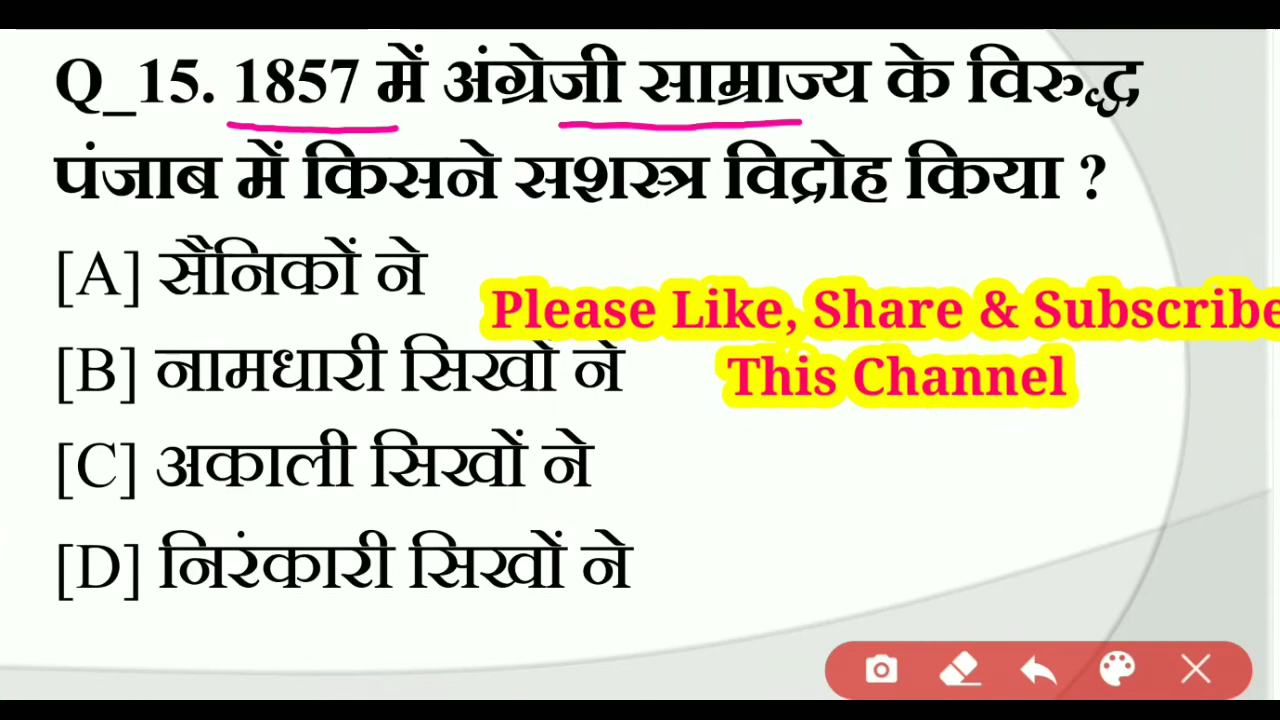 Q_15. 1857 में अंग्रेजी साम्राज्य के विरुद्ध
पंजाब में किसने सशस्त्र विद्रोह किया ?
[A] सैनिकों ने
[B] नामधारी सिखों ने
[C] अकाली सिखों ने
[D] निरंकारी सिखों ने
Please Like, Share & Subscribe
This Channel